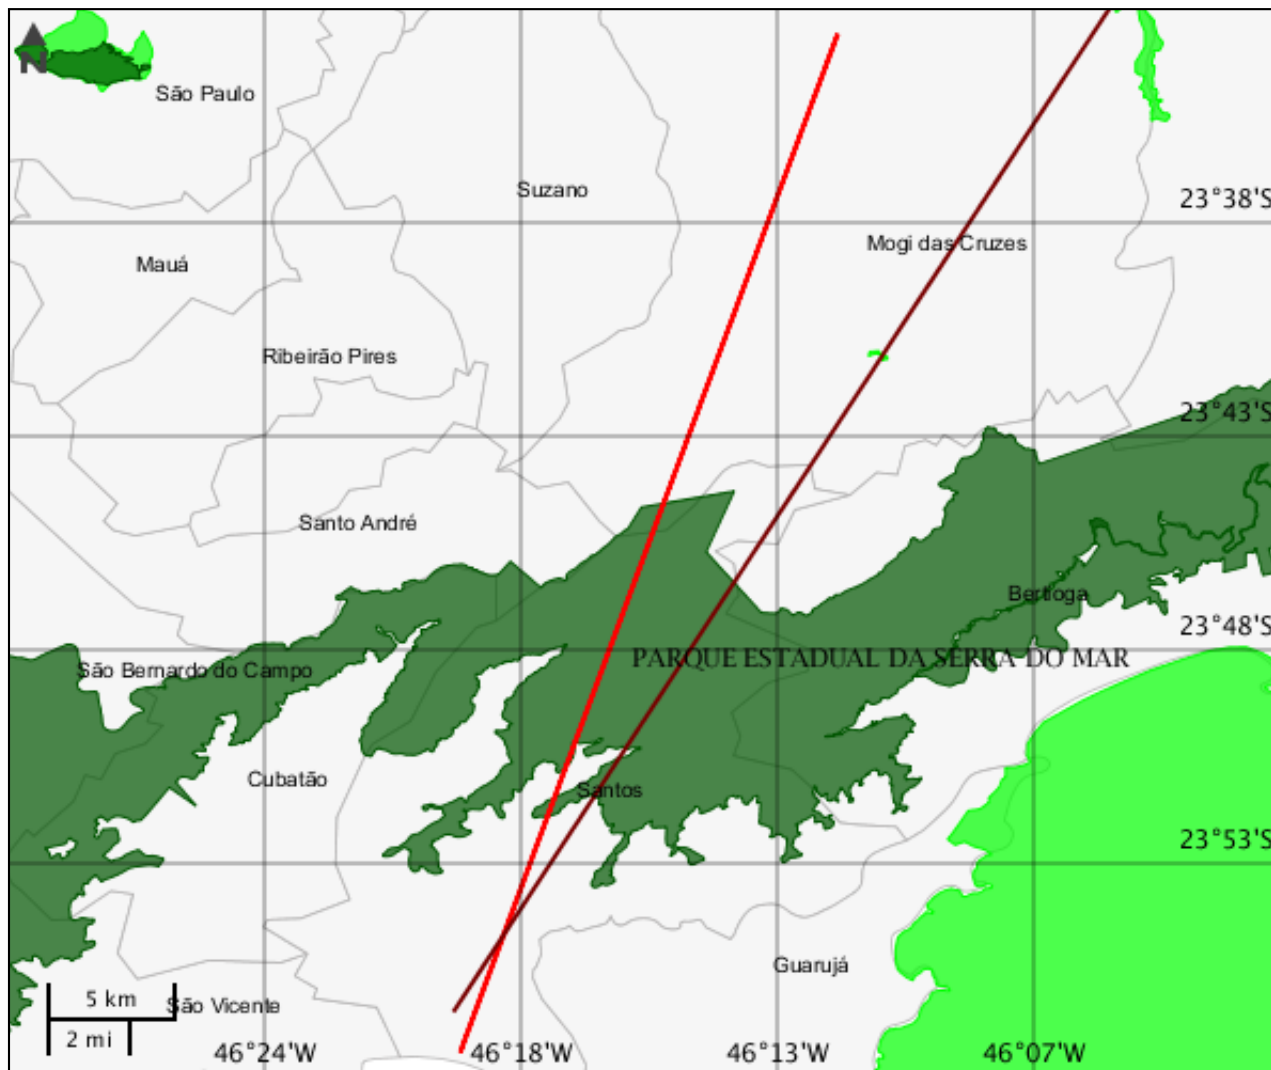 N
São Paulo
Suzano
23°38'S
Mogi das Cruzes
Mauá
Ribeirão Pires
23°43'S
Santo André
Bertioga
23°48'S
PARQUE ESTADUAL DA SERRA DO MAR
São Bernardo do Campo
Cubatão
Santos
23°53'S
Guarujá
5 km
São Vicente
2 mi
46°24'W
46°18'W
46°13'W
46°07'W